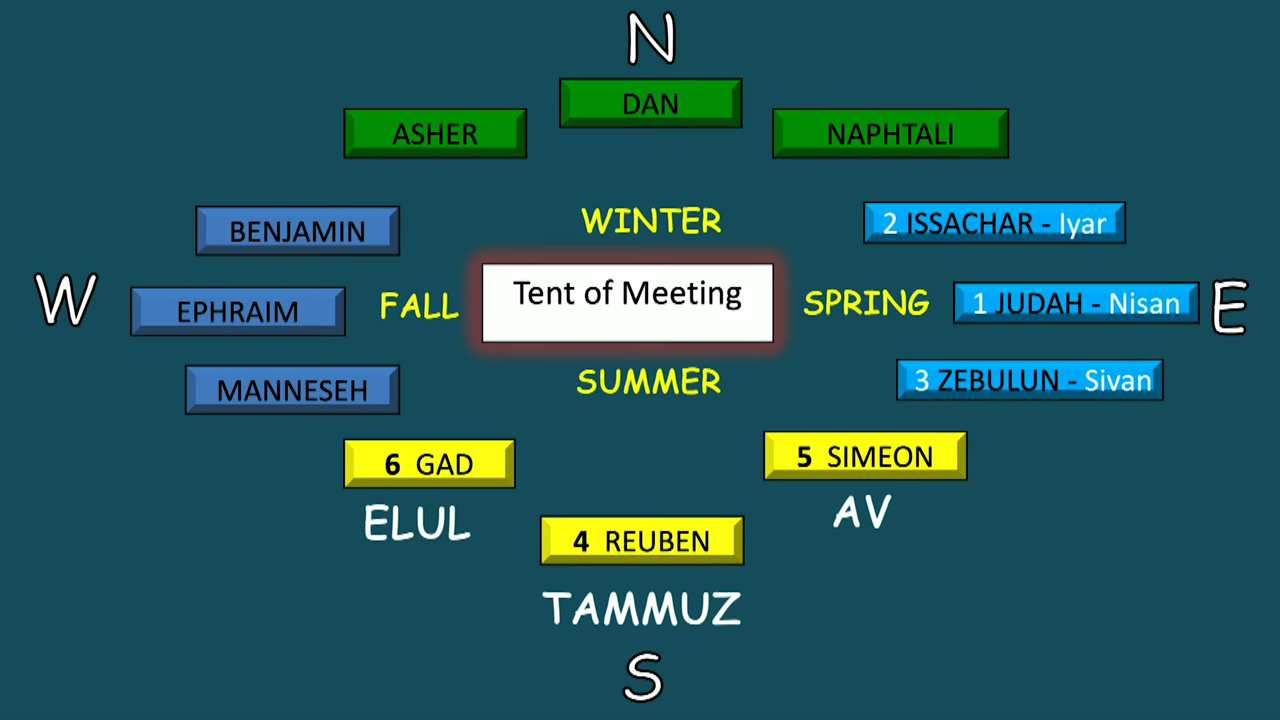 N
DAN
ASHER
NAPHTALI
WINTER
2 ISSACHAR - Iyar
BENJAMIN
Tent of Meeting
W
EPHRAIM
FALL
SPRING
1 JUDAH - Nisan
E
SUMMER
3 ZEBULUN - Sivan
MANNESEH
6 GAD
5 SIMEON
ELUL
AV
4 REUBEN
TAMMUZ
S